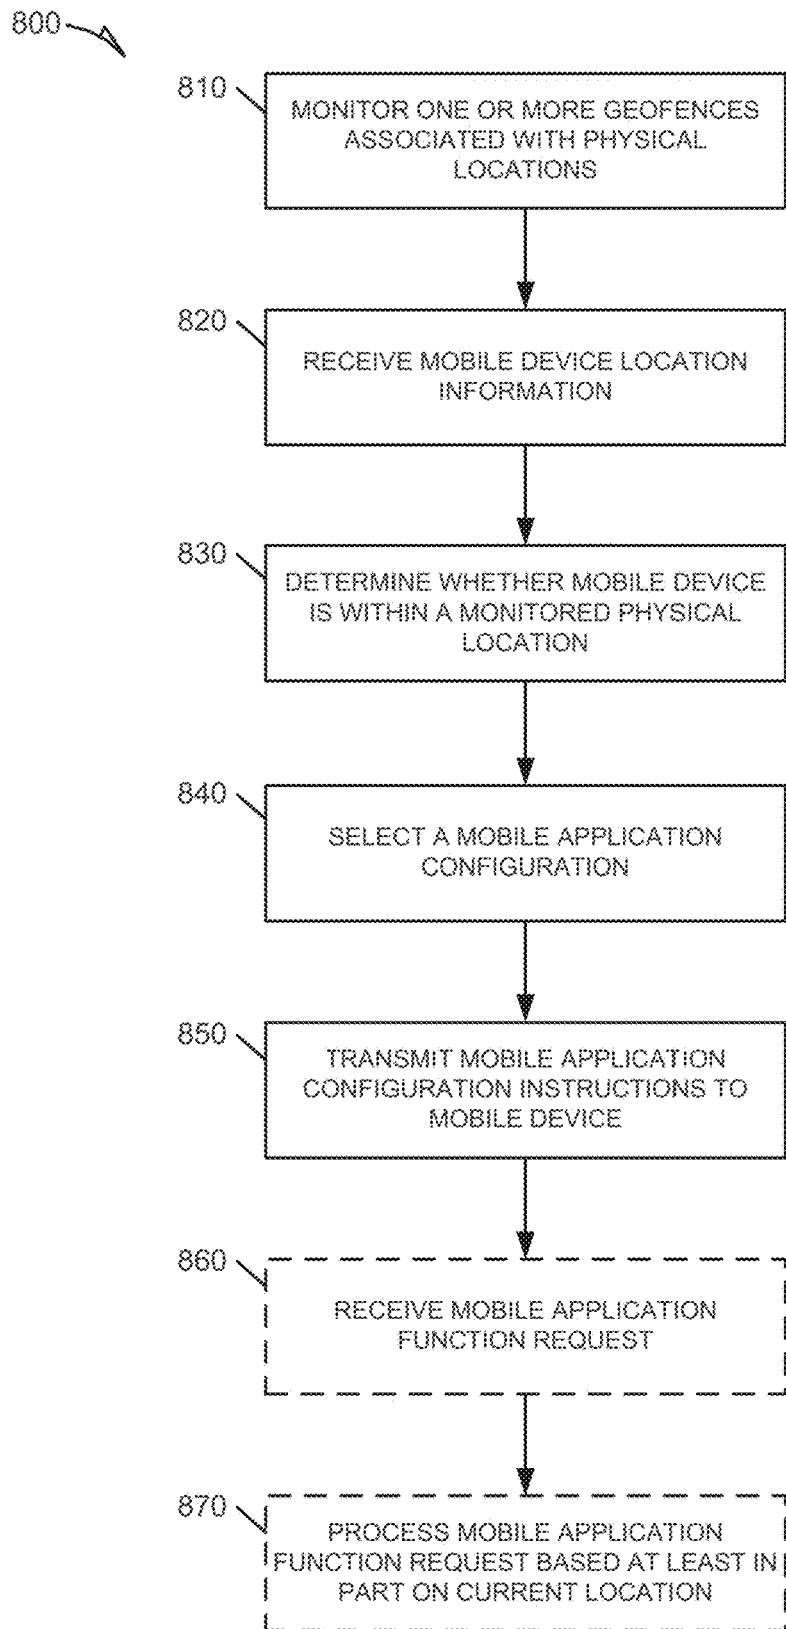 800
810
MONITOR ONE OR MORE GEOFENCES
ASSOCIATED WITH PHYSICAL
LOCATIONS
820
RECEIVE MOBILE DEVICE LOCATION
INFORMATION
830
DETERMINE WHETHER MOBILE DEVICE
IS WITHIN A MONITORED PHYSICAL
LOCATION
840
SELECT A MOBILE APPLICATION
CONFIGURATION
850
TRANSMIT MOBILE APPLICATION
CONFIGURATION INSTRUCTIONS TO
MOBILE DEVICE
860
RECEIVE MOBILE APPLICATION
FUNCTION REQUEST
870
PROCESS MOBILE APPLICATION
FUNCTION REQUEST BASED AT LEAST IN
PART ON CURRENT LOCATION